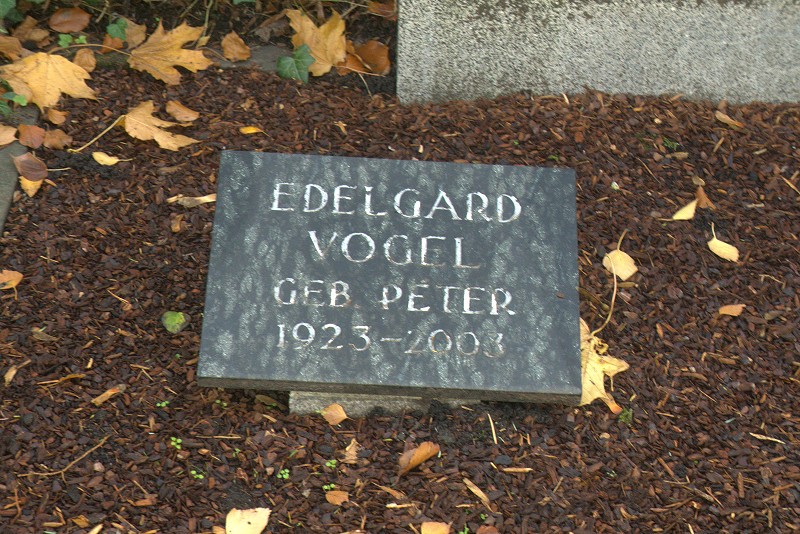 EDELGARD
VOGEL
GEB PETER
1923-2003